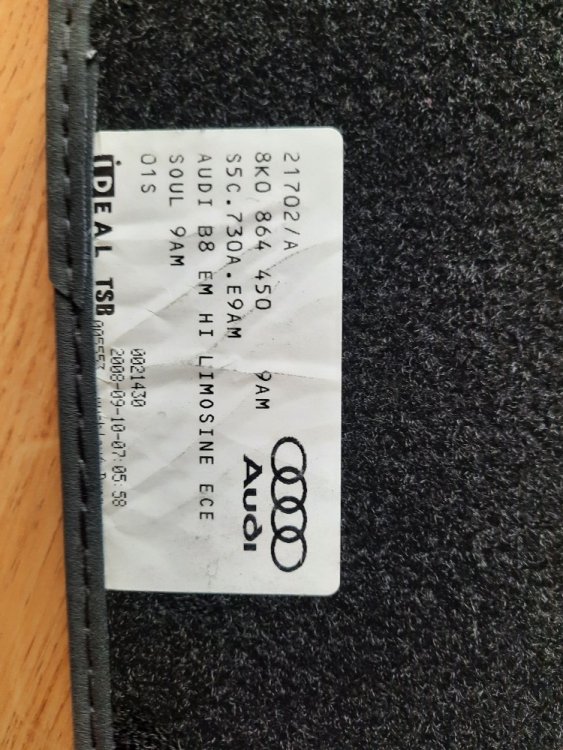 21702/A
8K0 864 450 9AM
S5C.730A.E9AM
AUDI B8 EM HI LIMOSINE ECE
SOUL 9AM
01S
Audi
0021430
2008-09-10-07:05:58
IDEAL TSB